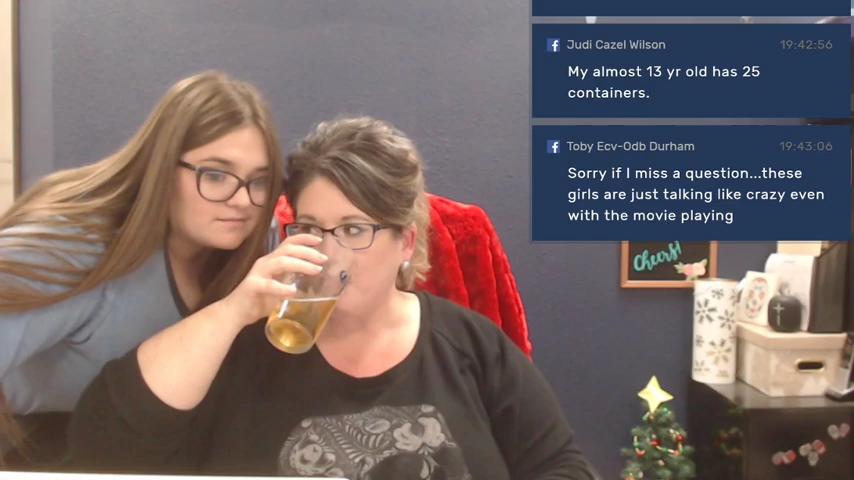 Judi Cazel Wilson 19:42:56
My almost 13 yr old has 25
containers.
Toby Ecv-Odb Durham 19:43:06
Sorry if I miss a question...these
girls are just talking like crazy even
with the movie playing
Cheers!